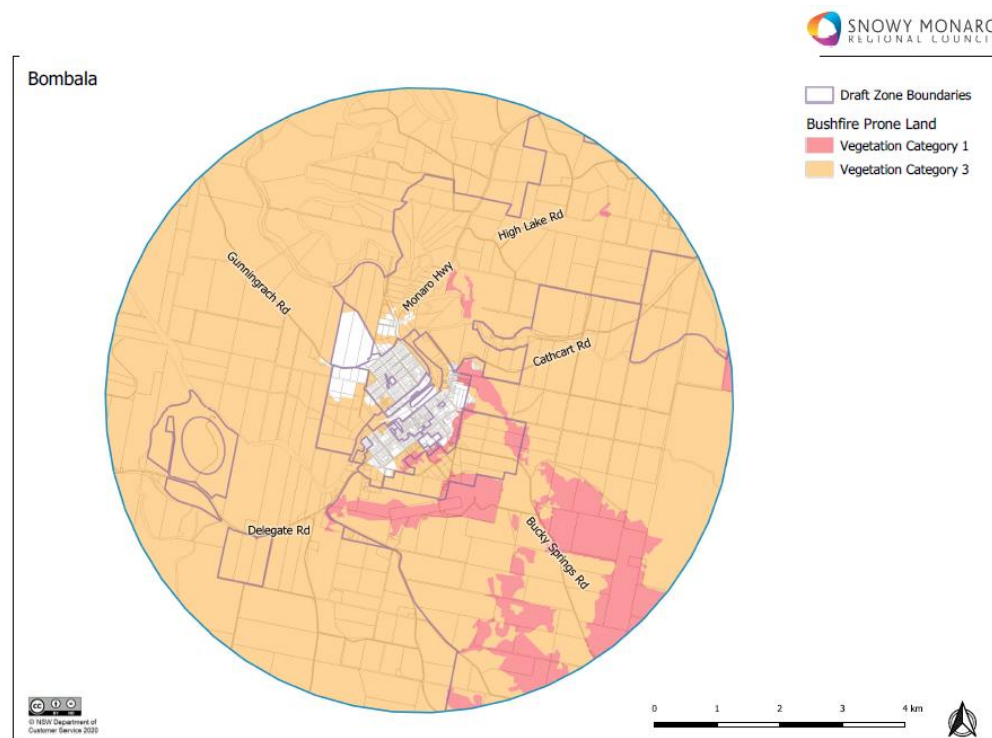 SNOWY MONARO
REGIONAL COUNCIL
Bombala
Draft Zone Boundaries
Bushfire Prone Land
Vegetation Category 1
Vegetation Category 3
High Lake Rd
Gunningrach Rd
Monaro Hwy
Cathcart Rd
Delegate Rd
Bucky Springs Rd
cc
BY
© NSW Department of
Customer Service 2020
0 1 2 3 4 km